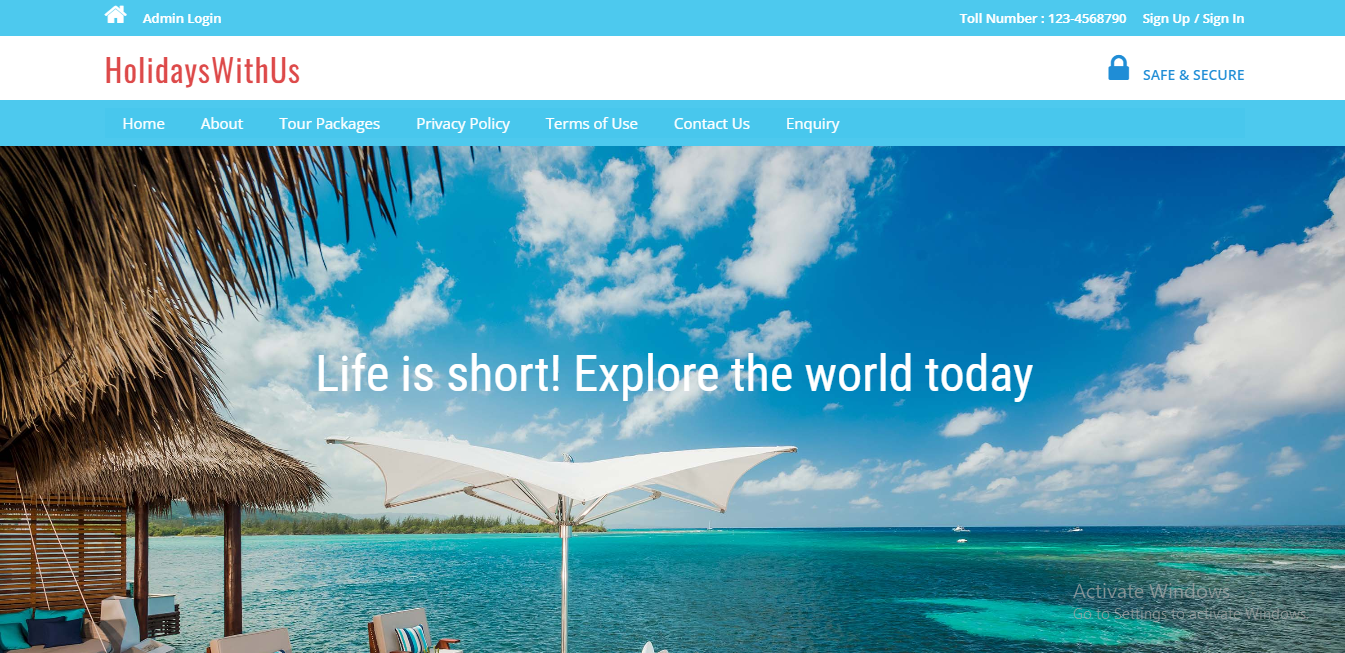 Admin Login
Toll Number : 123-4568790
Sign Up / Sign In
HolidaysWithUs
SAFE & SECURE
Home
About
Tour Packages
Privacy Policy
Terms of Use
Contact Us
Enquiry
Life is short! Explore the world today
Activate Windows
Go to Settings to activate Windows.